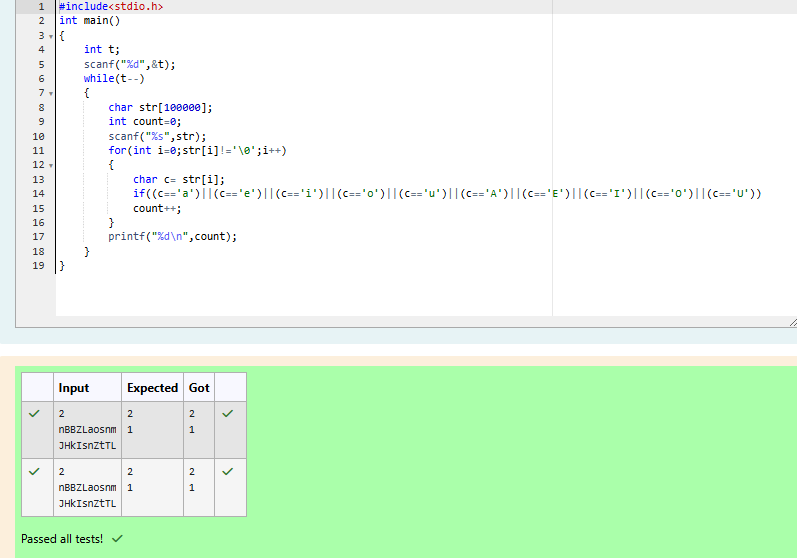 1 #include<stdio.h>
2 int main()
3 {
4 int t;
5 scanf("%d",&t);
6 while(t--)
7 {
8 char str[100000];
9 int count=0;
10 scanf("%s",str);
11 for(int i=0;str[i]!='\0';i++)
12 {
13 char c= str[i];
14 if((c=='a')||(c=='e')||(c=='i')||(c=='o')||(c=='u')||(c=='A')||(c=='E')||(c=='I')||(c=='O')||(c=='U'))
15 count++;
16 }
17 printf("%d\n",count);
18 }
19 }
Input Expected Got
2 2 2
nBBZLaosnm 1 1
JHkIsnZtTL
2 2 2
nBBZLaosnm 1 1
JHkIsnZtTL
Passed all tests!